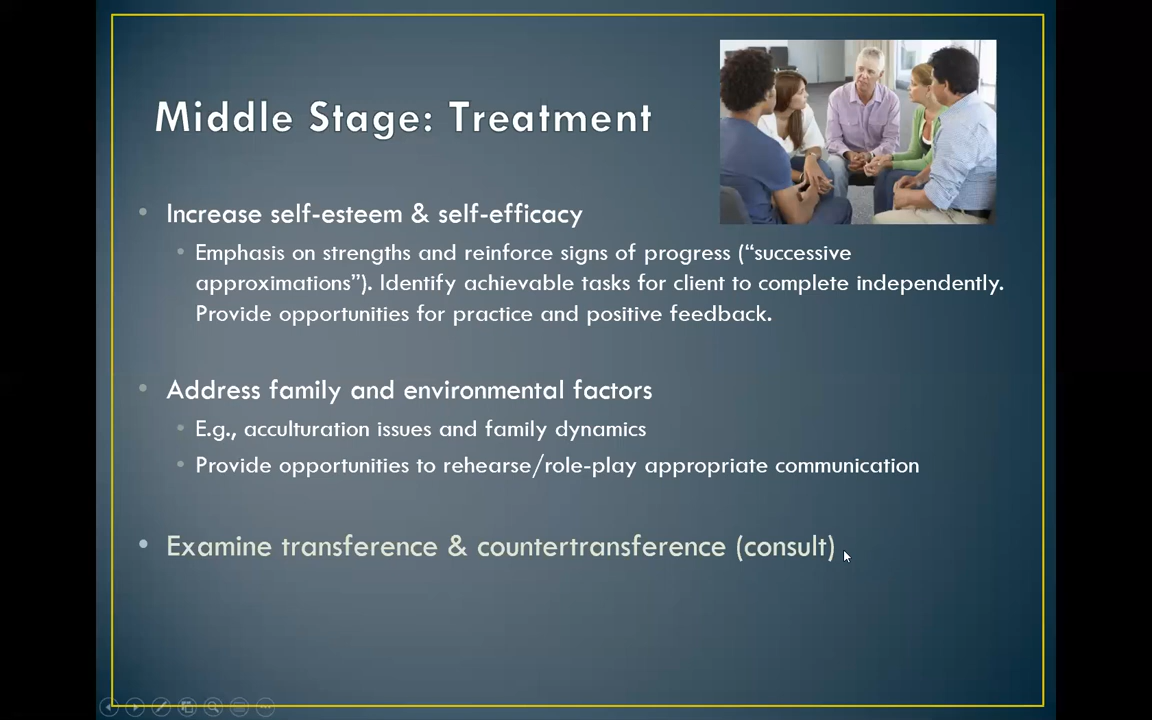 Middle Stage: Treatment
Increase self-esteem & self-efficacy
Emphasis on strengths and reinforce signs of progress (“successive
approximations”). Identify achievable tasks for client to complete independently.
Provide opportunities for practice and positive feedback.
Address family and environmental factors
E.g., acculturation issues and family dynamics
Provide opportunities to rehearse/role-play appropriate communication
Examine transference & countertransference (consult)